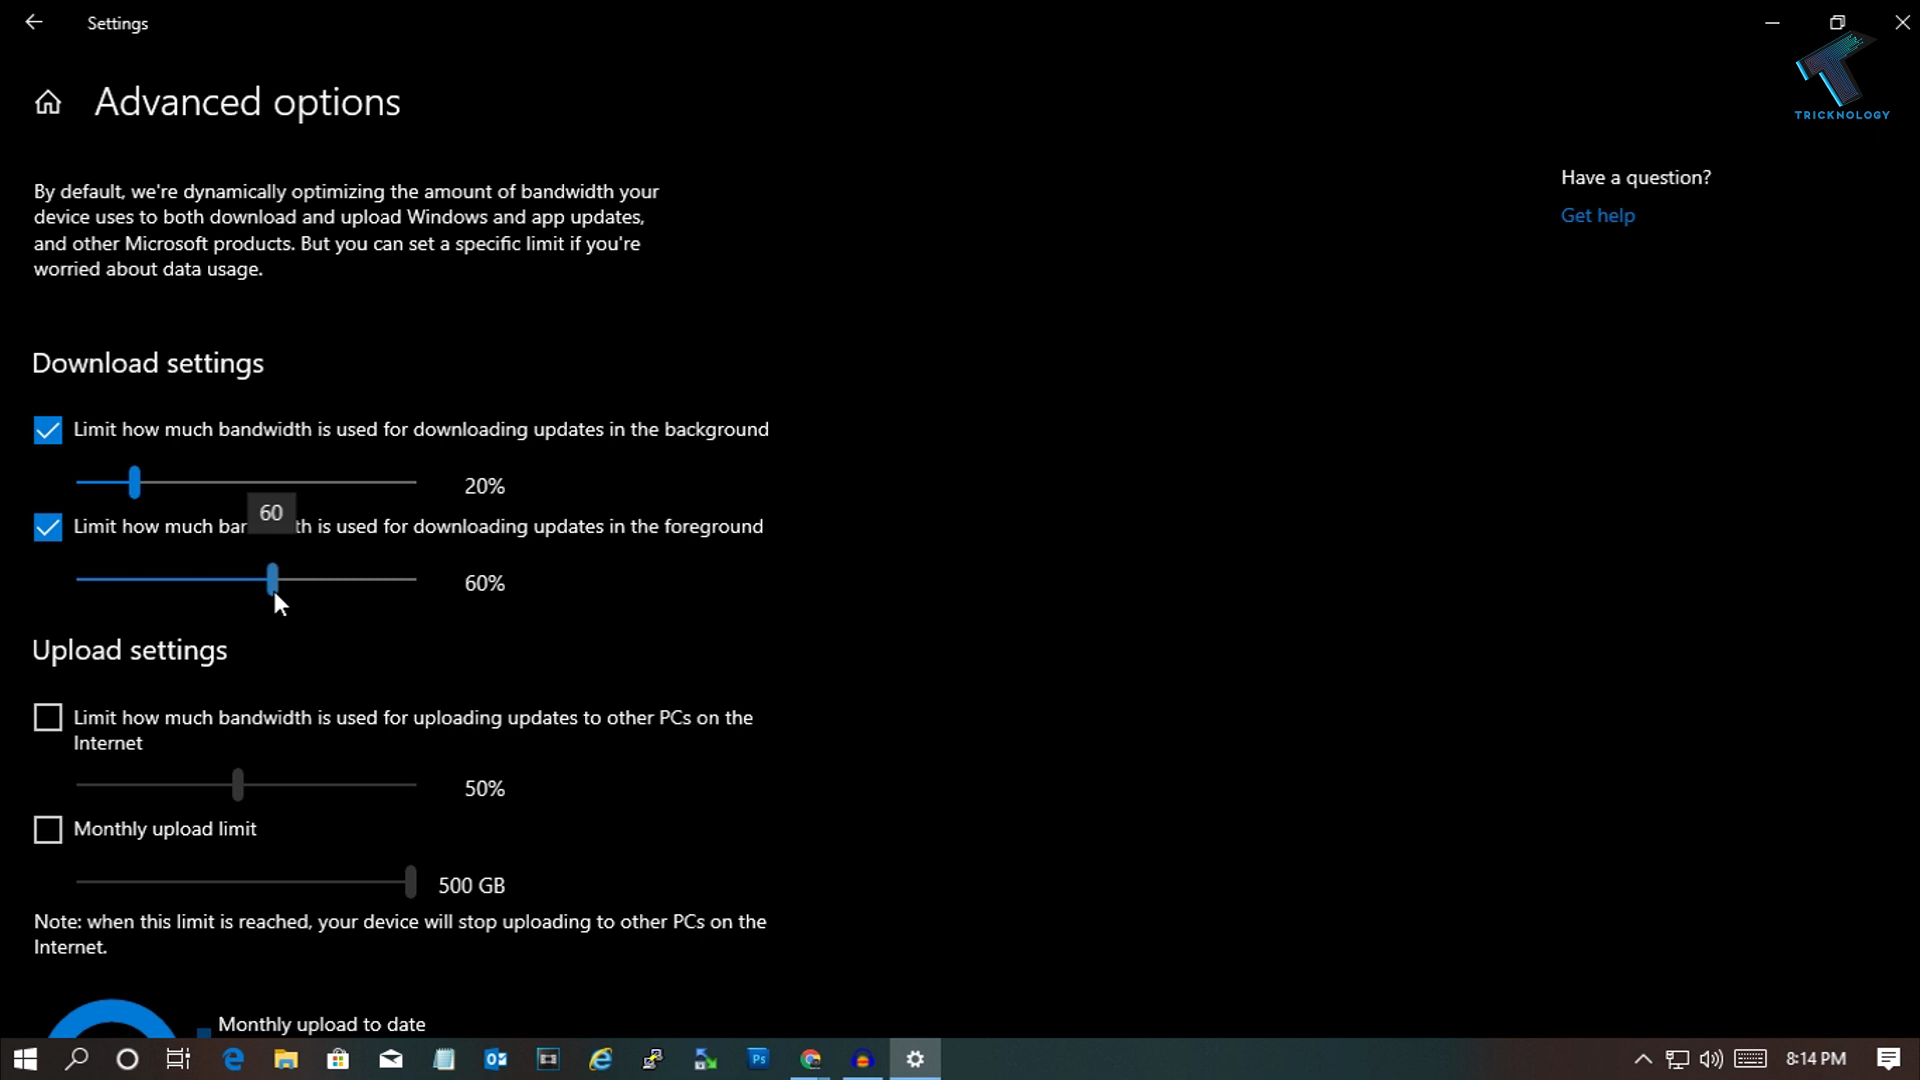 Settings
TRICKNOLOGY
Advanced options
By default, we're dynamically optimizing the amount of bandwidth your
device uses to both download and upload Windows and app updates,
and other Microsoft products. But you can set a specific limit if you're
worried about data usage.
Have a question?
Get help
Download settings
Limit how much bandwidth is used for downloading updates in the background
20%
60
Limit how much bar th is used for downloading updates in the foreground
60%
Upload settings
Limit how much bandwidth is used for uploading updates to other PCs on the
Internet
50%
Monthly upload limit
500 GB
Note: when this limit is reached, your device will stop uploading to other PCs on the
Internet.
Monthly upload to date
Ps
8:14 PM